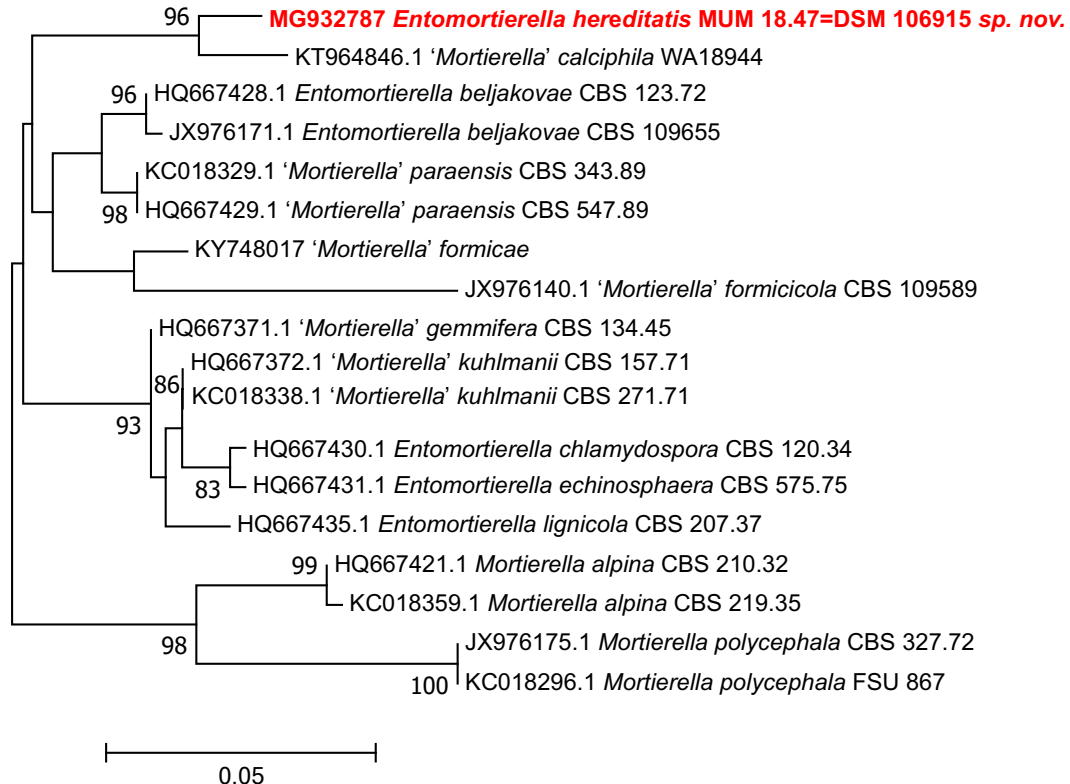 96
MG932787 Entomortierella hereditatis MUM 18.47=DSM 106915 sp. nov.
KT964846.1 ‘Mortierella’ calciphila WA18944
96
HQ667428.1 Entomortierella beljakovae CBS 123.72
JX976171.1 Entomortierella beljakovae CBS 109655
KC018329.1 ‘Mortierella’ paraensis CBS 343.89
98
HQ667429.1 ‘Mortierella’ paraensis CBS 547.89
KY748017 ‘Mortierella’ formicae
JX976140.1 ‘Mortierella’ formicicola CBS 109589
HQ667371.1 ‘Mortierella’ gemmifera CBS 134.45
HQ667372.1 ‘Mortierella’ kuhlmanii CBS 157.71
86
KC018338.1 ‘Mortierella’ kuhlmanii CBS 271.71
93
HQ667430.1 Entomortierella chlamydospora CBS 120.34
83
HQ667431.1 Entomortierella echinosphaera CBS 575.75
HQ667435.1 Entomortierella lignicola CBS 207.37
99
HQ667421.1 Mortierella alpina CBS 210.32
KC018359.1 Mortierella alpina CBS 219.35
98
JX976175.1 Mortierella polycephala CBS 327.72
100
KC018296.1 Mortierella polycephala FSU 867
0.05